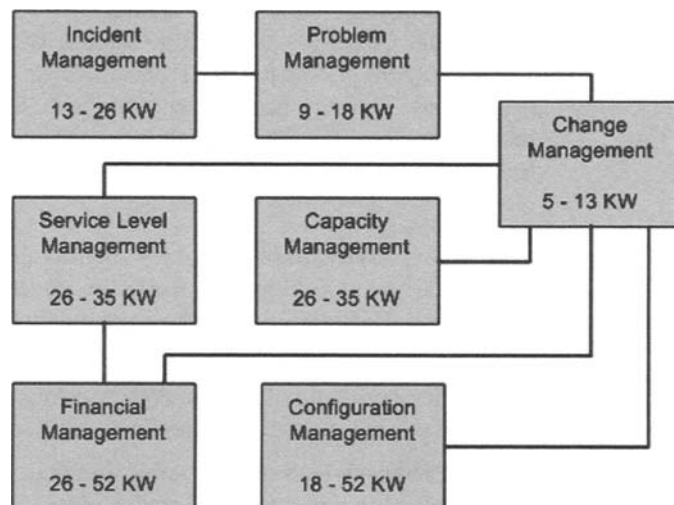 Incident
Management
13 - 26 KW
Problem
Management
9 - 18 KW
Change
Management
5 - 13 KW
Service Level
Management
26 - 35 KW
Capacity
Management
26 - 35 KW
Financial
Management
26 - 52 KW
Configuration
Management
18 - 52 KW